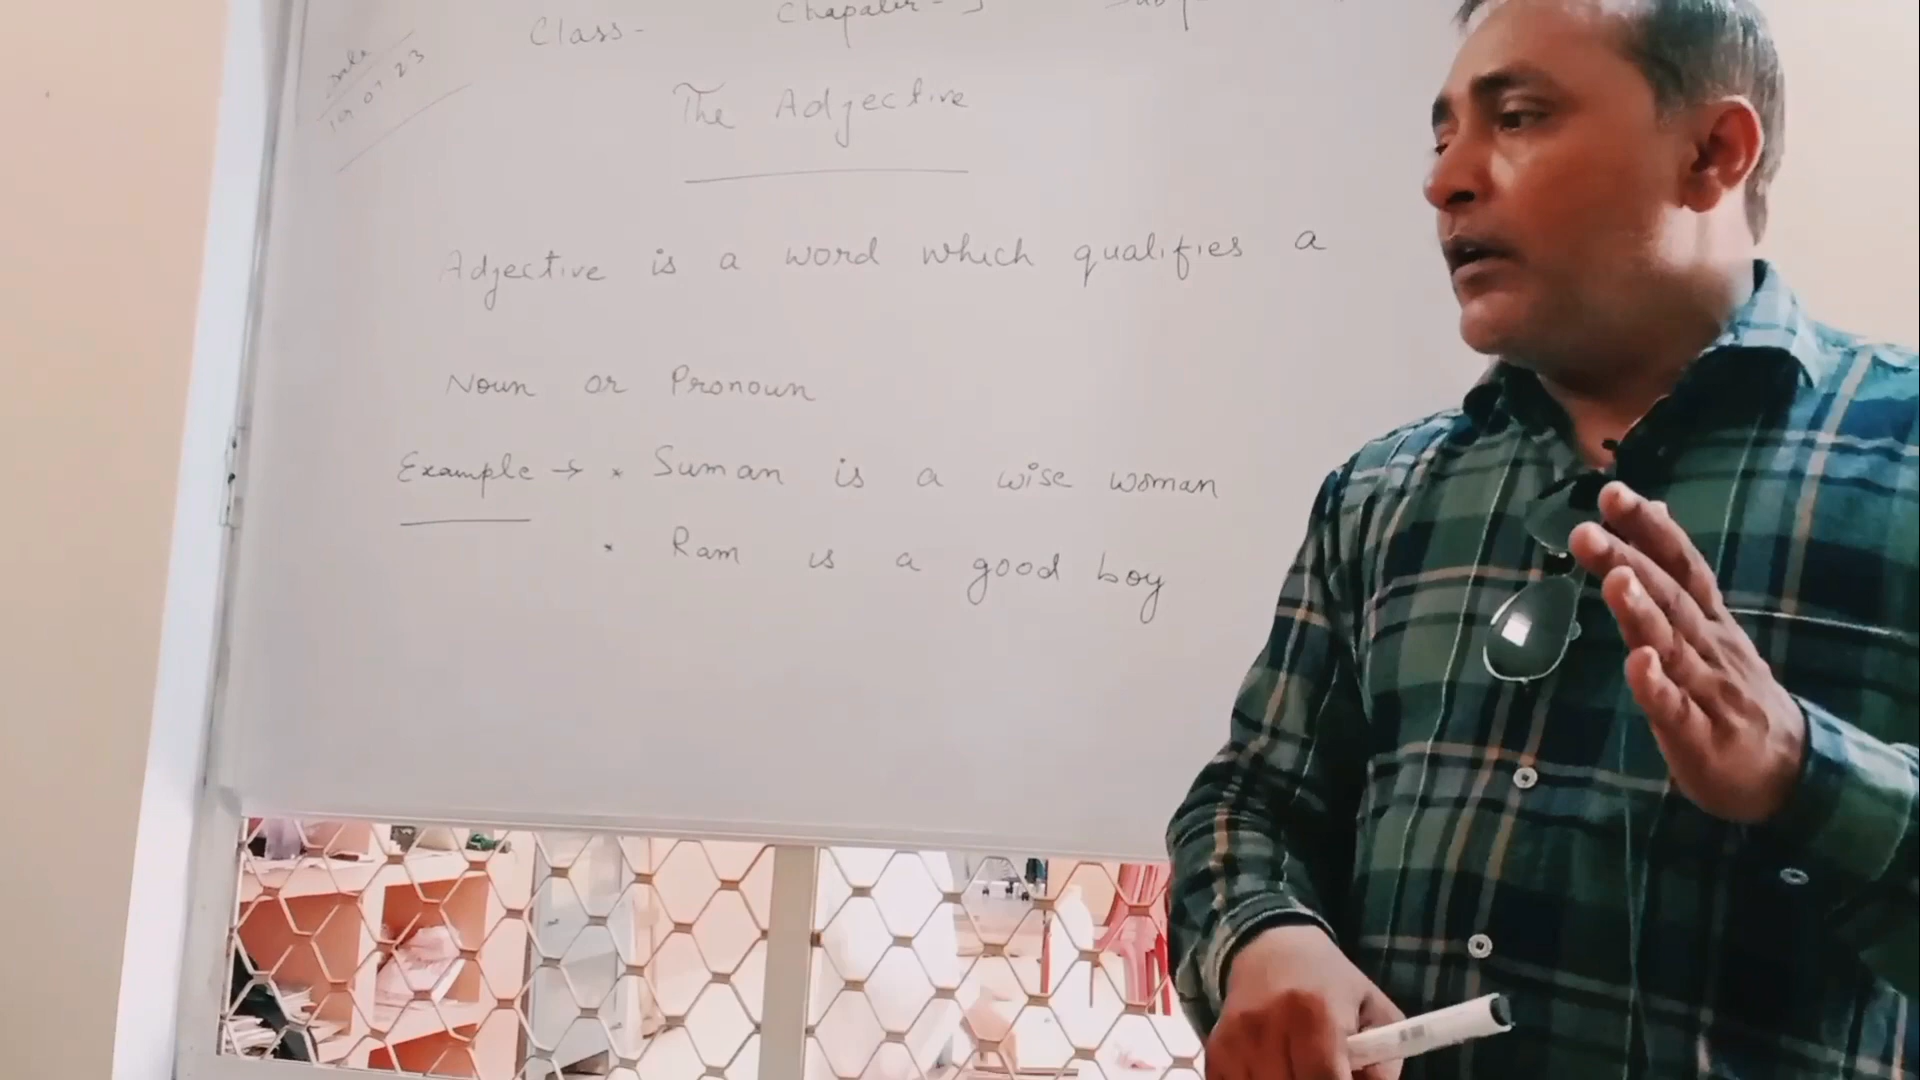 Class-
The Adjective
Adjective is a word which qualifies a
Noun or Pronoun
Example → * Suman is a wise woman
* Ram is a good boy